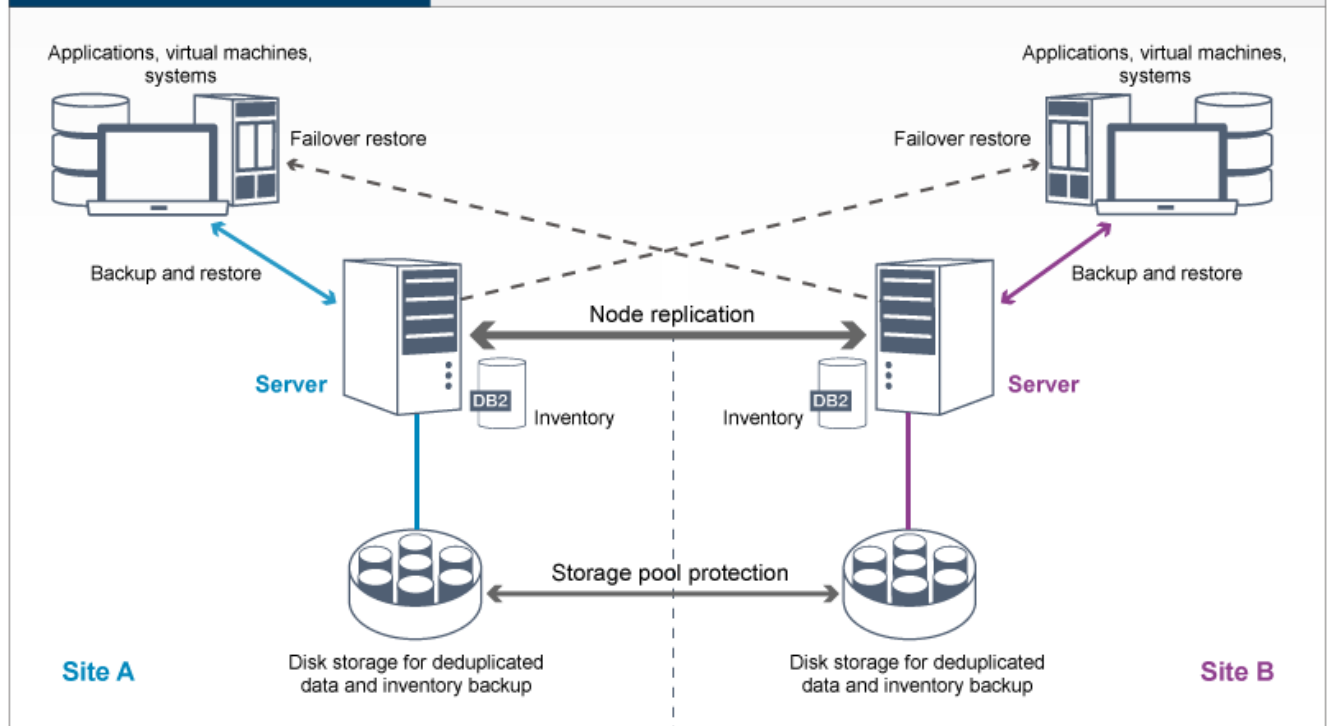 Applications, virtual machines,
systems
Applications, virtual machines,
systems
Failover restore
Failover restore
Backup and restore
Backup and restore
Node replication
Server
Server
DB2
Inventory
DB2
Inventory
Storage pool protection
Disk storage for deduplicated
data and inventory backup
Disk storage for deduplicated
data and inventory backup
Site A
Site B